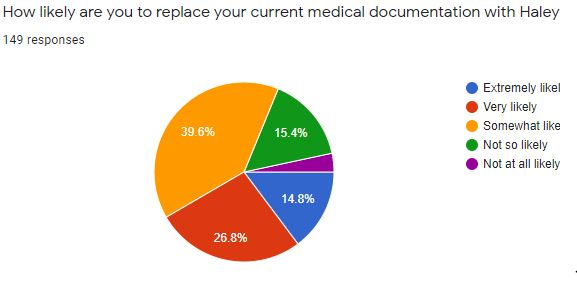 How likely are you to replace your current medical documentation with Haley
149 responses
39.6%
15.4%
14.8%
26.8%
Extremely likel
Very likely
Somewhat like
Not so likely
Not at all likely